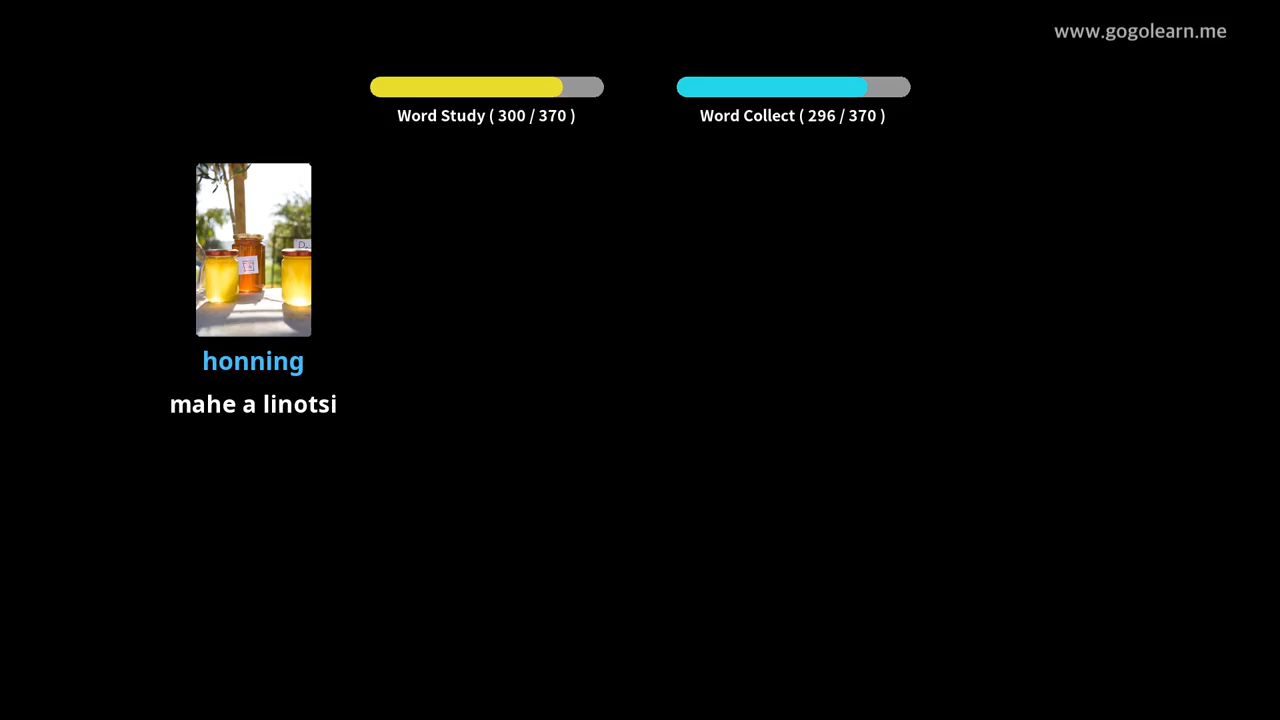 www.gogolearn.me
Word Study ( 300 / 370 )
Word Collect ( 296 / 370 )
honning
mahe a linotsi